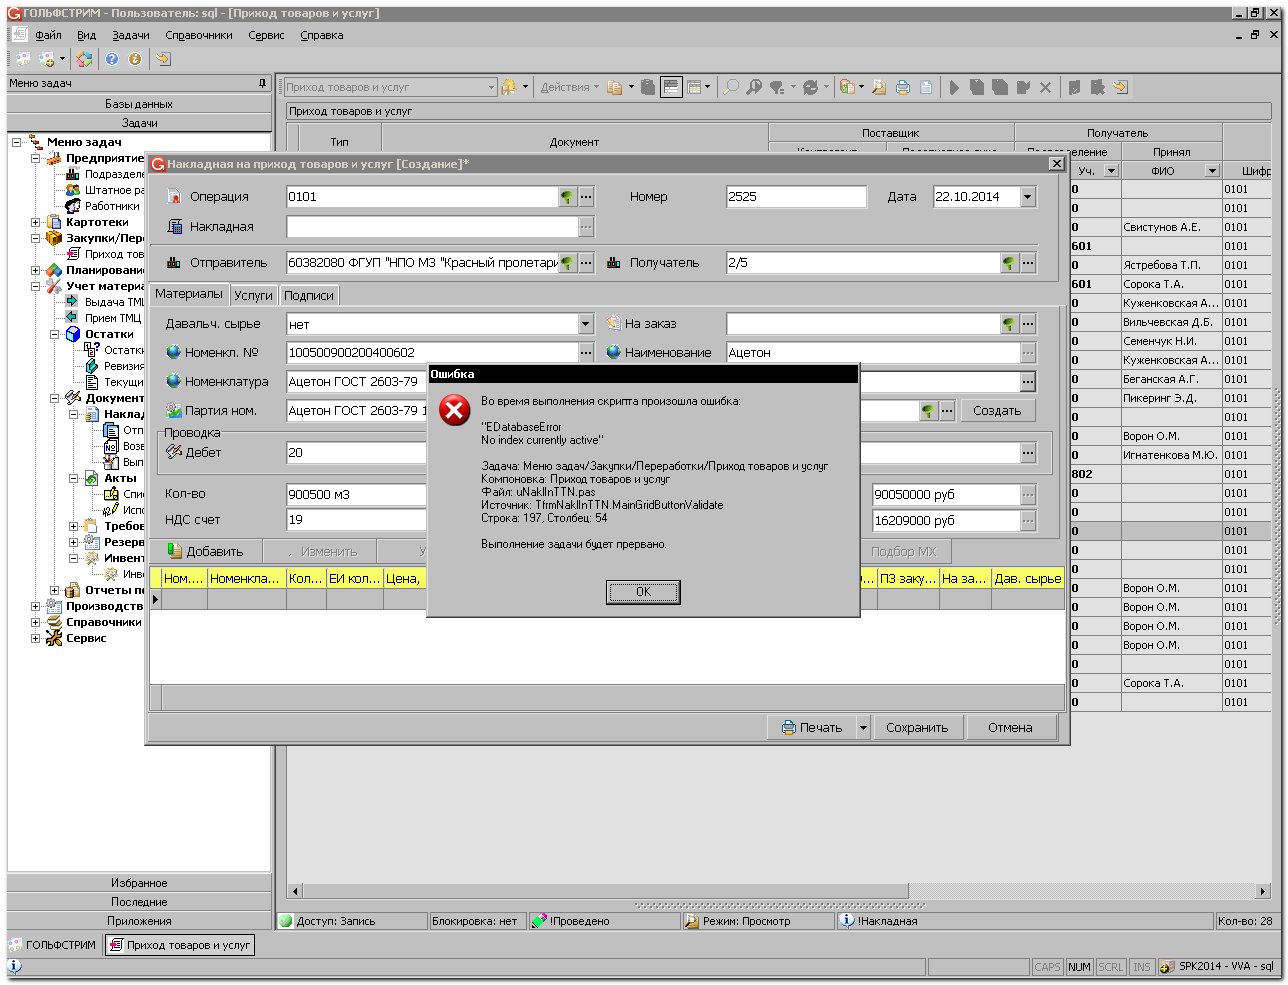 ГОЛЬФСТРИМ - Пользователь: sql - [Приход товаров и услуг]
Файл Вид Задачи Справочники Сервис Справка
Меню задач
Базы данных
Задачи
Меню задач
Предприятие
Подразделе
Штатное ра
Работники
Картотеки
Закупки/Пер
Приход тов
Планировани
Учет матери
Выдача ТМ
Прием ТМЦ
Остатки
Остатк
Ревизия
Текущи
Документ
Наклад
Отп
Возв
Вып
Акты
Спис
Испо
Требов
Резерв
Инвент
Инве
Отчеты по
Производств
Справочники
Сервис
Избранное
Последние
Приложения
Приход товаров и услуг Действия
Приход товаров и услуг
Тип Документ Поставщик Получатель
Принял
Уч. ФИО Шифр
0 0101
0 0101
0 Свистунов А.Е. 0101
601 0101
0 Ястребова Т.П. 0101
601 Сорока Т.А. 0101
0 Куженковская А... 0101
0 Вильчевская Д.Б. 0101
0 Семенчук Н.И. 0101
0 Куженковская А... 0101
0 Беганская А.Г. 0101
0 Пикеринг Э.Д. 0101
0 0101
0 Ворон О.М. 0101
0 Игнатенкова М.Ю. 0101
802 0101
0 0101
0 0101
0 0101
0 0101
0 0101
0 Ворон О.М. 0101
0 Ворон О.М. 0101
0 Ворон О.М. 0101
0 Ворон О.М. 0101
0 0101
0 Сорока Т.А. 0101
0 0101
Накладная на приход товаров и услуг [Создание]*
Операция 0101 Номер 2525 Дата 22.10.2014
Накладная
Отправитель 60382080 ФГУП "НПО МЗ "Красный пролетари Получатель 2/5
Материалы Услуги Подписи
Давальч. сырье нет На заказ
Номенкл. № 100500900200400602 Наименование Ацетон
Номенклатура Ацетон ГОСТ 2603-79
Партия ном. Ацетон ГОСТ 2603-79 1 Создать
Проводка
Дебет 20
Кол-во 900500 м3 90050000 руб
НДС счет 19 16209000 руб
Добавить Изменить У Подбор МХ
Ном.... Номенкла... Кол... ЕИ кол... Цена, ПЗ заку... На за... Дав. сырье
Печать Сохранить Отмена
Ошибка
Во время выполнения скрипта произошла ошибка:
"EDatabaseError
No index currently active"
Задача: Меню задач/Закупки/Переработки/Приход товаров и услуг
Компоновка: Приход товаров и услуг
Файл: uNaklInTTN.pas
Источник: TfrmNaklInTTN.MainGridButtonValidate
Строка: 197, Столбец: 54
Выполнение задачи будет прервано.
OK
Доступ: Запись Блокировка: нет !Проведено Режим: Просмотр !Накладная Кол-во: 28
ГОЛЬФСТРИМ Приход товаров и услуг
CAPS NUM SCRL INS SPK2014 - VVA - sql